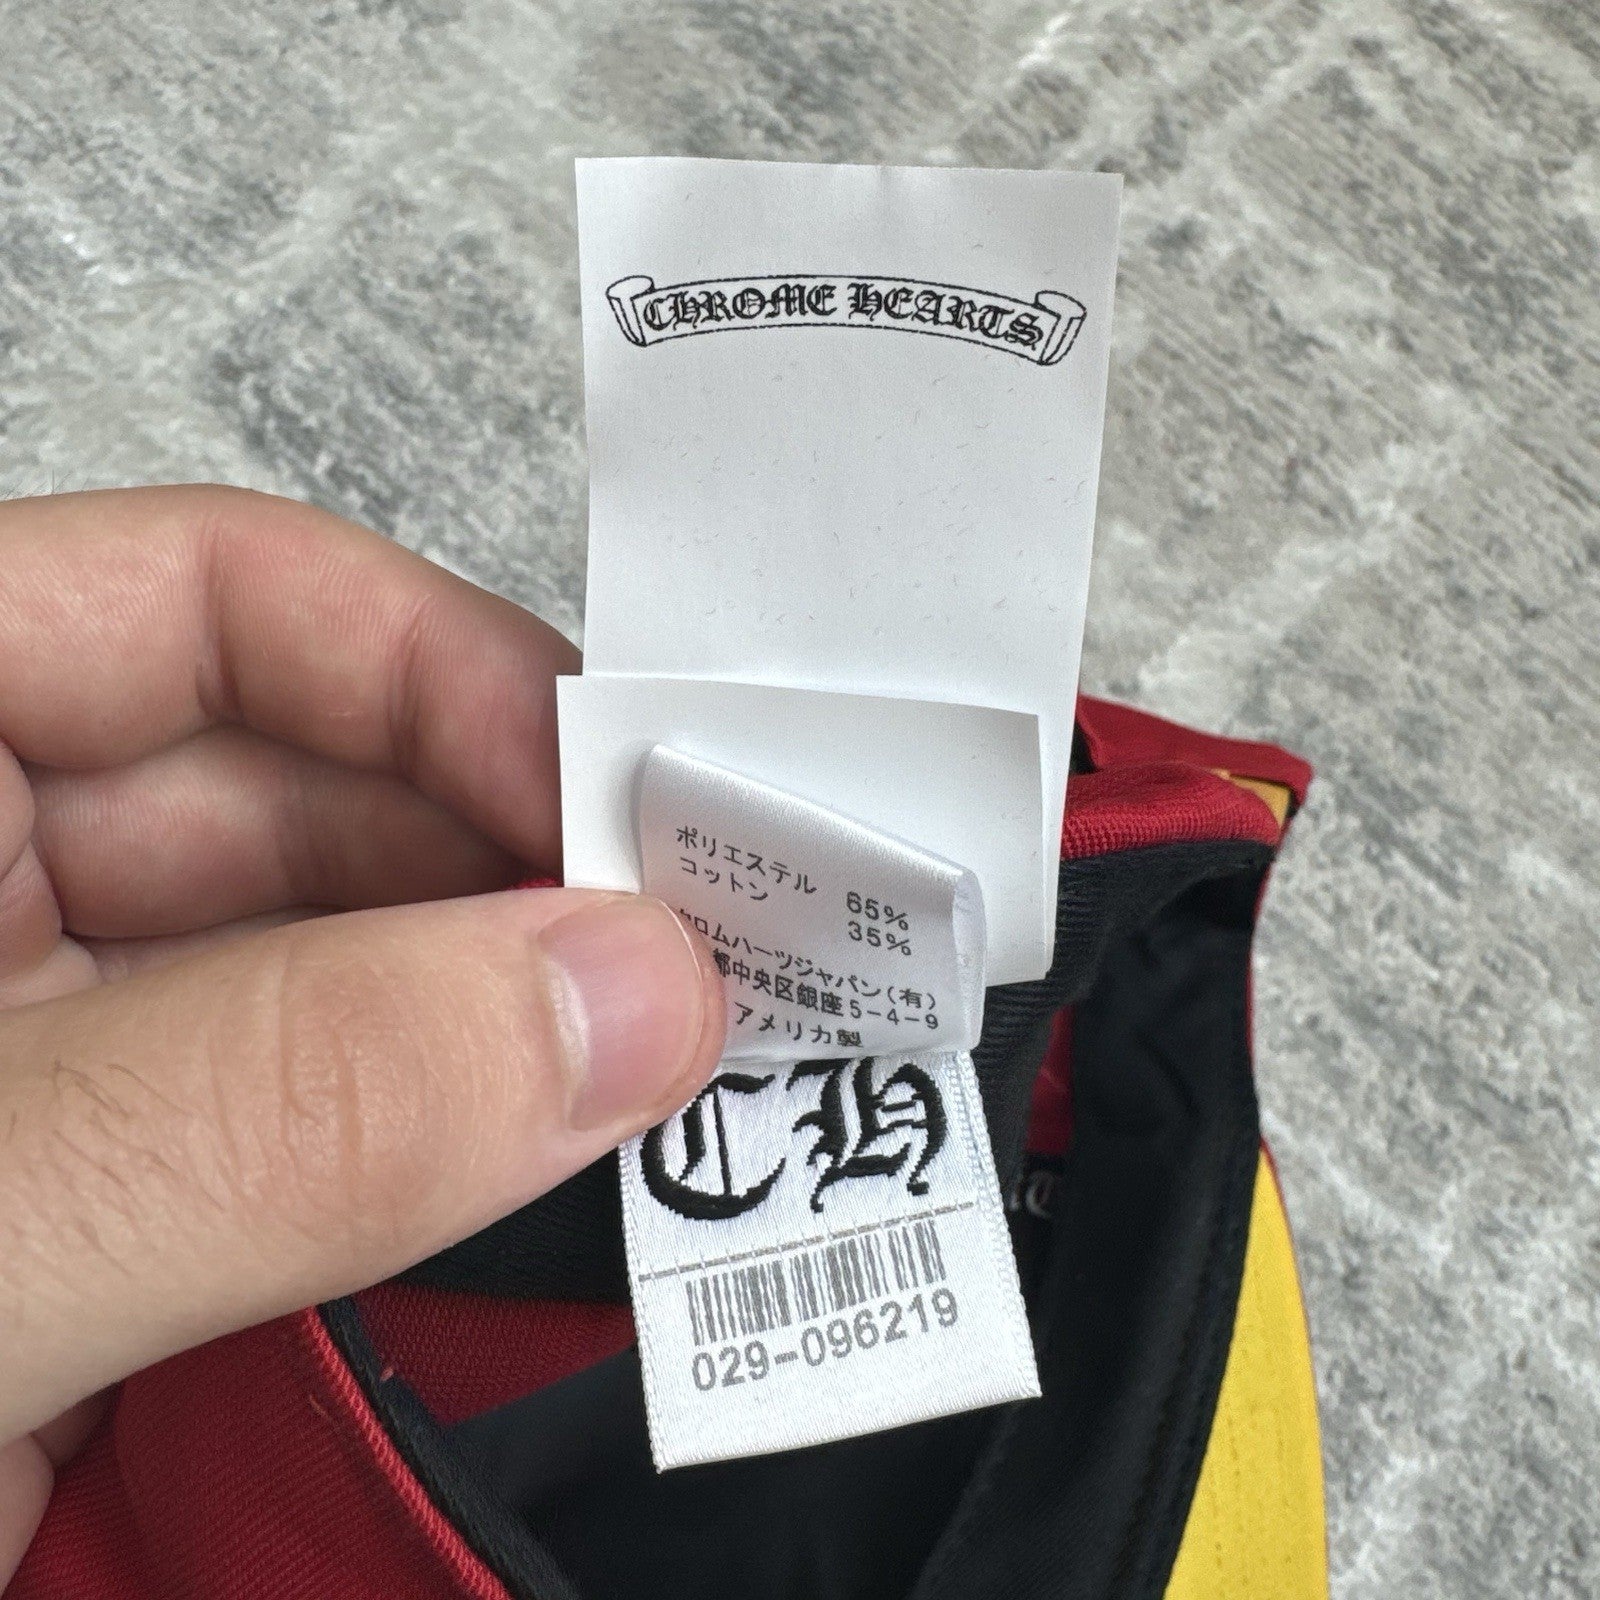 CHROME HEARTS
ポリエステル 65%
コットン 35%
ロムハーツジャパン(有)
都中央区銀座5-4-9
アメリカ製
CH
029-096219